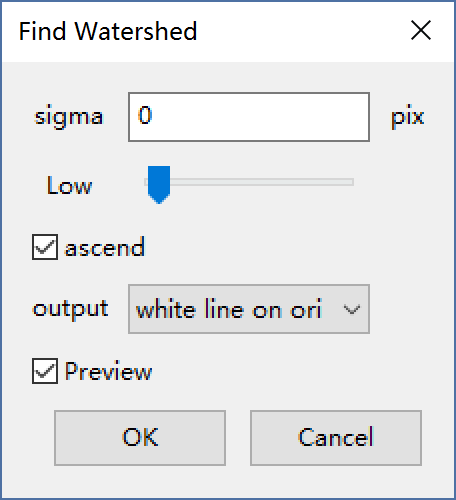 Find Watershed
sigma 0 pix
Low
ascend
output white line on ori
Preview
OK Cancel